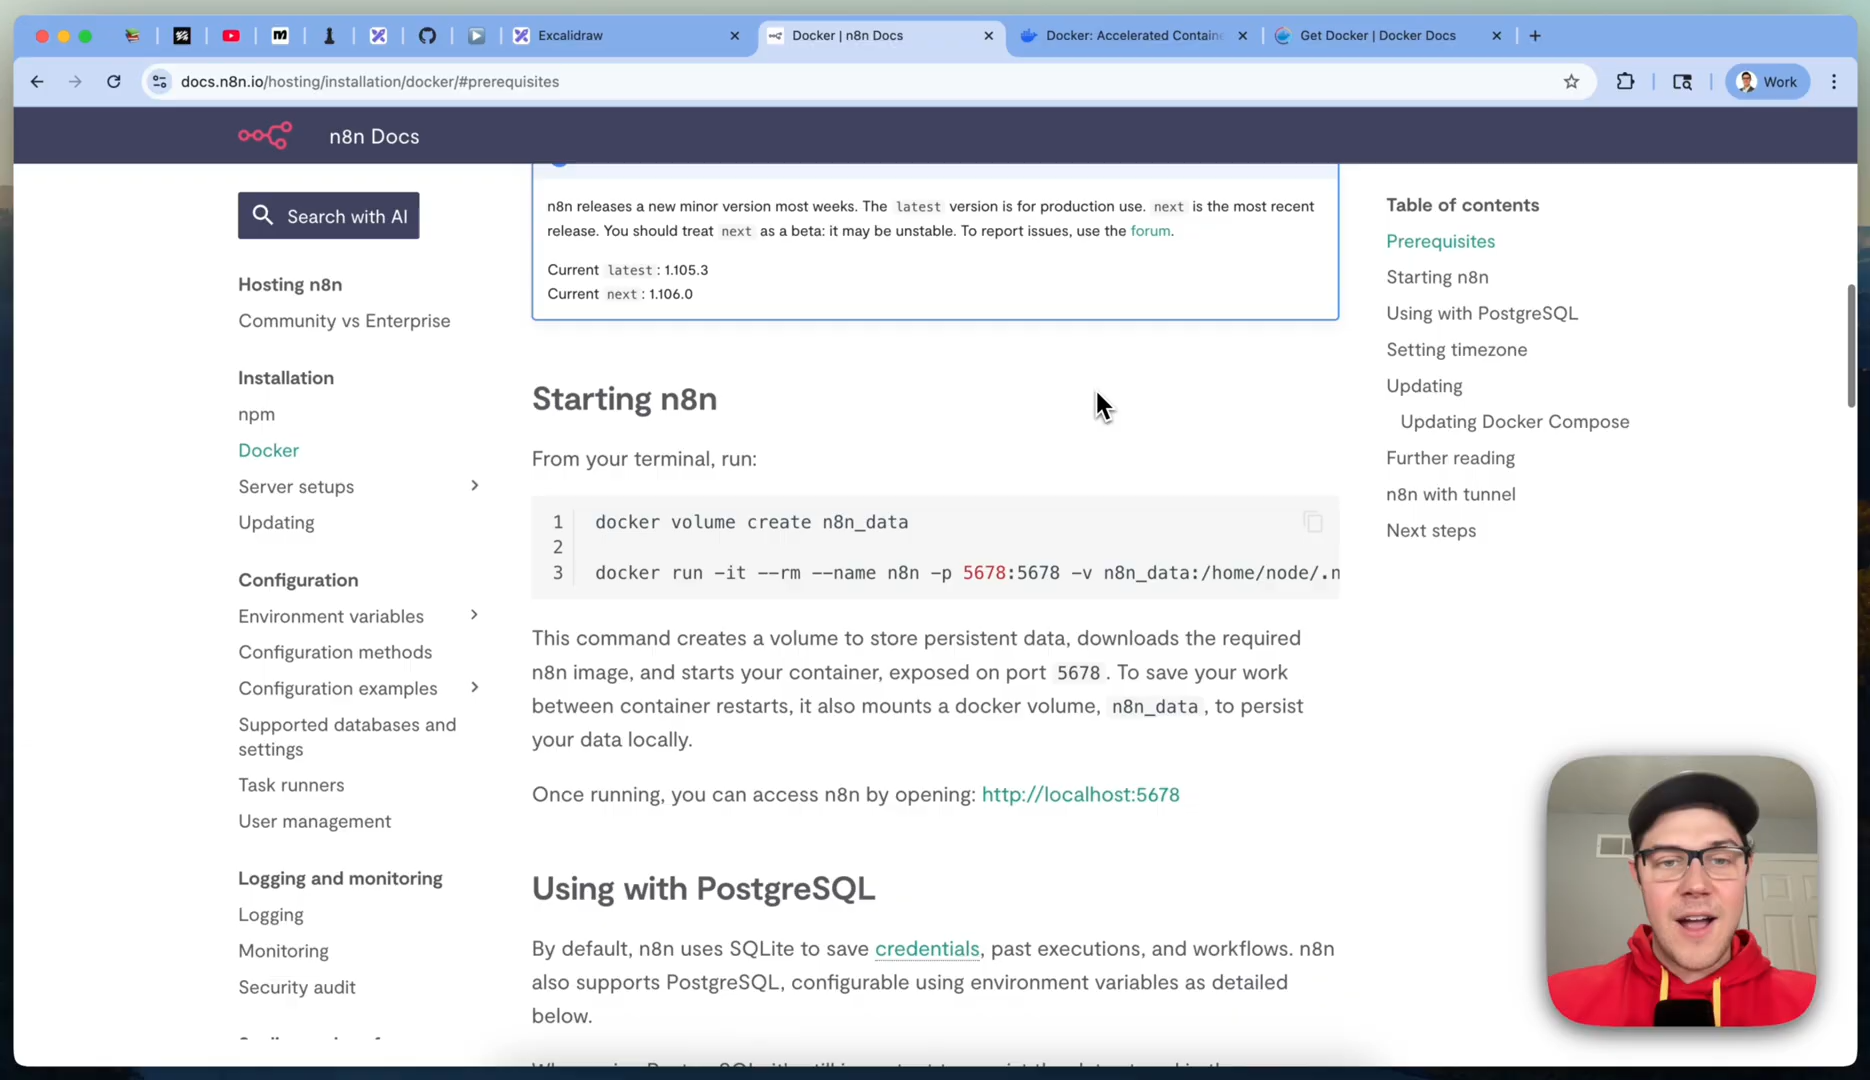 Excalidraw
Docker | n8n Docs
Docker: Accelerated Contain
Get Docker | Docker Docs
docs.n8n.io/hosting/installation/docker/#prerequisites
Work
n8n Docs
Search with AI
Hosting n8n
Community vs Enterprise
Installation
npm
Docker
Server setups
Updating
Configuration
Environment variables
Configuration methods
Configuration examples
Supported databases and
settings
Task runners
User management
Logging and monitoring
Logging
Monitoring
Security audit
n8n releases a new minor version most weeks. The latest version is for production use. next is the most recent
release. You should treat next as a beta: it may be unstable. To report issues, use the forum.
Current latest: 1.105.3
Current next: 1.106.0
Starting n8n
From your terminal, run:
1 docker volume create n8n_data
2
3 docker run -it --rm --name n8n -p 5678:5678 -v n8n_data:/home/node/.n
This command creates a volume to store persistent data, downloads the required
n8n image, and starts your container, exposed on port 5678. To save your work
between container restarts, it also mounts a docker volume, n8n_data, to persist
your data locally.
Once running, you can access n8n by opening: http://localhost:5678
Using with PostgreSQL
By default, n8n uses SQLite to save credentials, past executions, and workflows. n8n
also supports PostgreSQL, configurable using environment variables as detailed
below.
Table of contents
Prerequisites
Starting n8n
Using with PostgreSQL
Setting timezone
Updating
Updating Docker Compose
Further reading
n8n with tunnel
Next steps